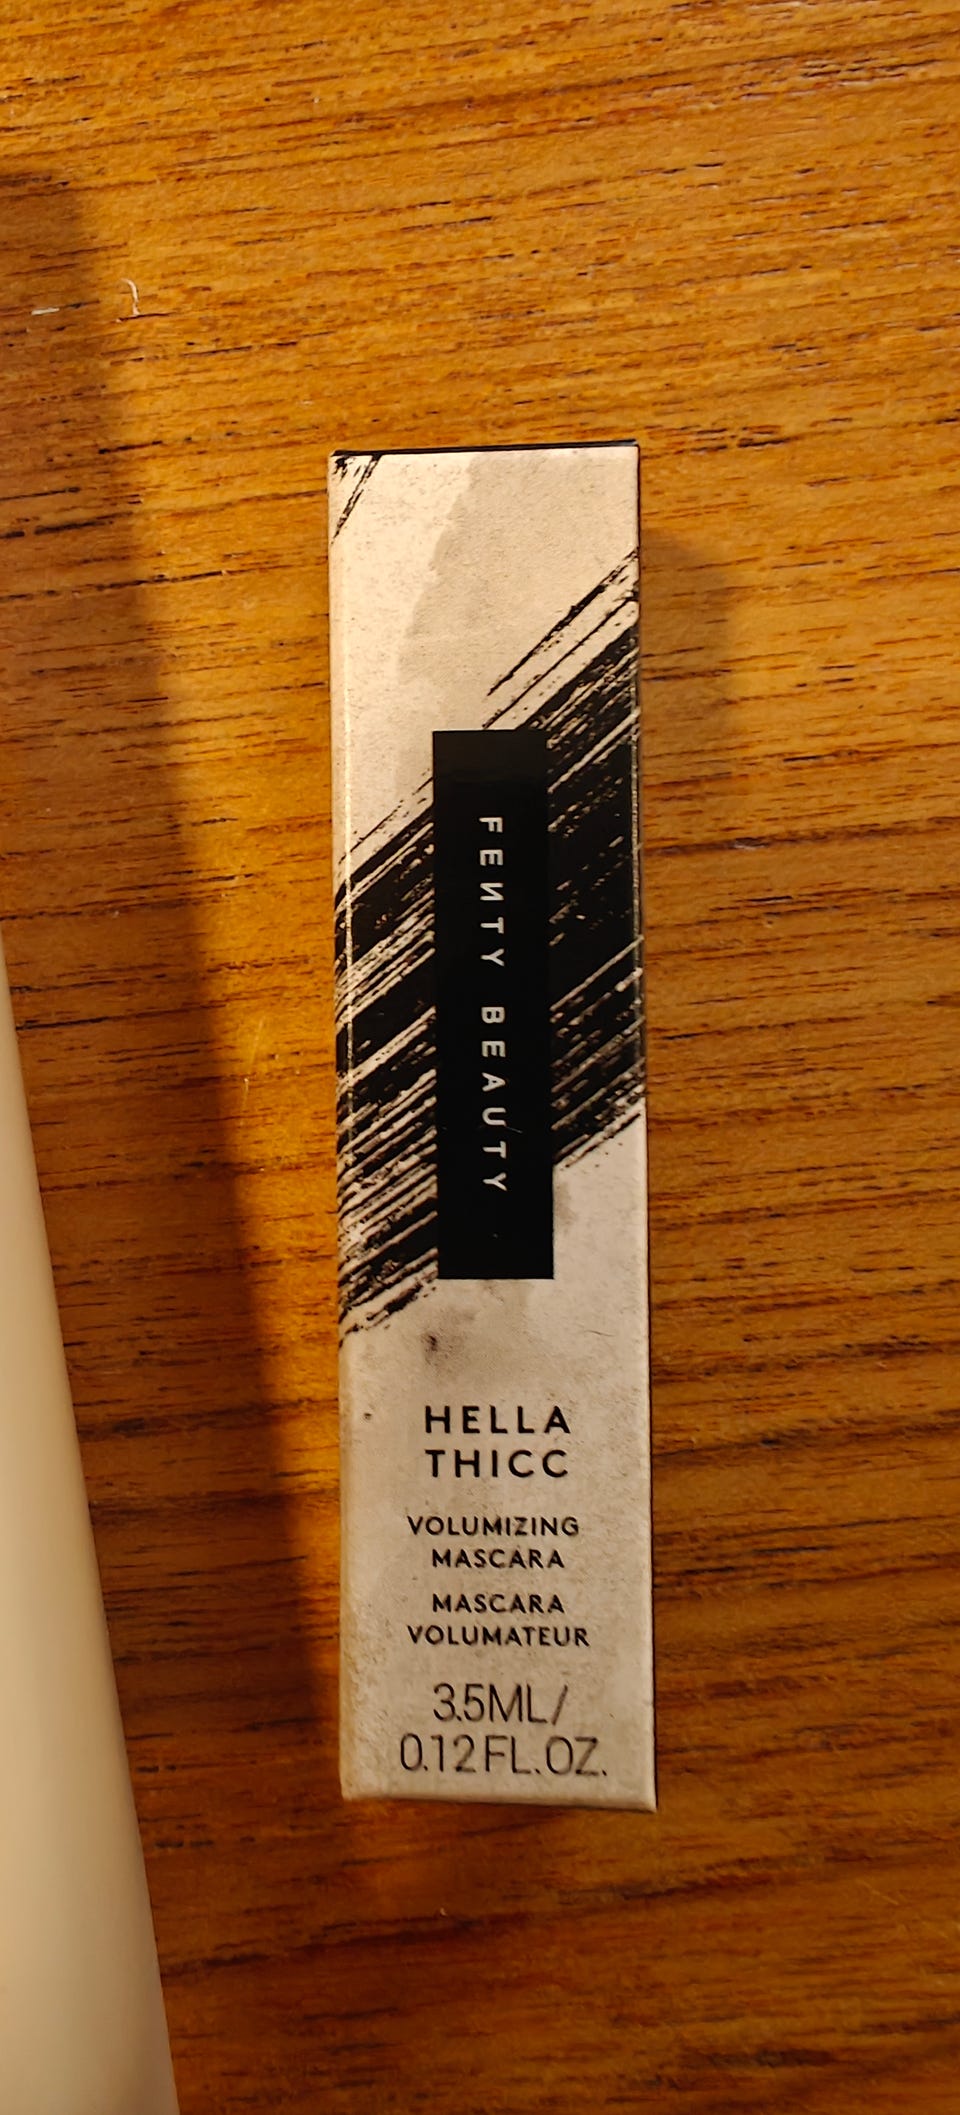 FENTY BEAUTY
HELLA
THICC
VOLUMIZING
MASCARA
MASCARA
VOLUMATEUR
3.5ML/
0.12 FL.OZ.